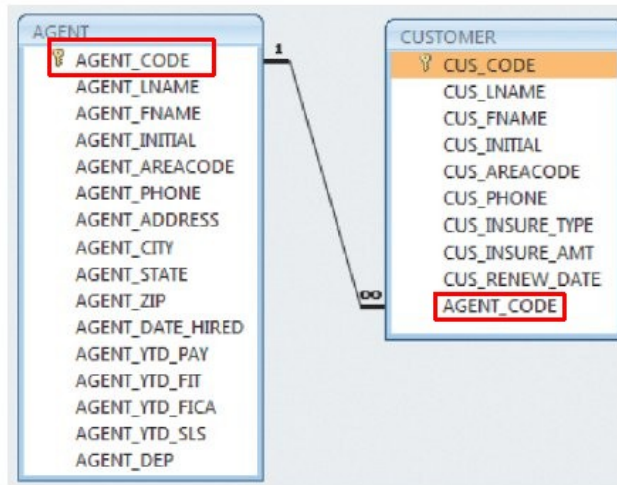 AGENT
AGENT_CODE
AGENT_LNAME
AGENT_FNAME
AGENT_INITIAL
AGENT_AREACODE
AGENT_PHONE
AGENT_ADDRESS
AGENT_CITY
AGENT_STATE
AGENT_ZIP
AGENT_DATE_HIRED
AGENT_YTD_PAY
AGENT_YTD_FIT
AGENT_YTD_FICA
AGENT_YTD_SLS
AGENT_DEP
1
∞
CUSTOMER
CUS_CODE
CUS_LNAME
CUS_FNAME
CUS_INITIAL
CUS_AREACODE
CUS_PHONE
CUS_INSURE_TYPE
CUS_INSURE_AMT
CUS_RENEW_DATE
AGENT_CODE